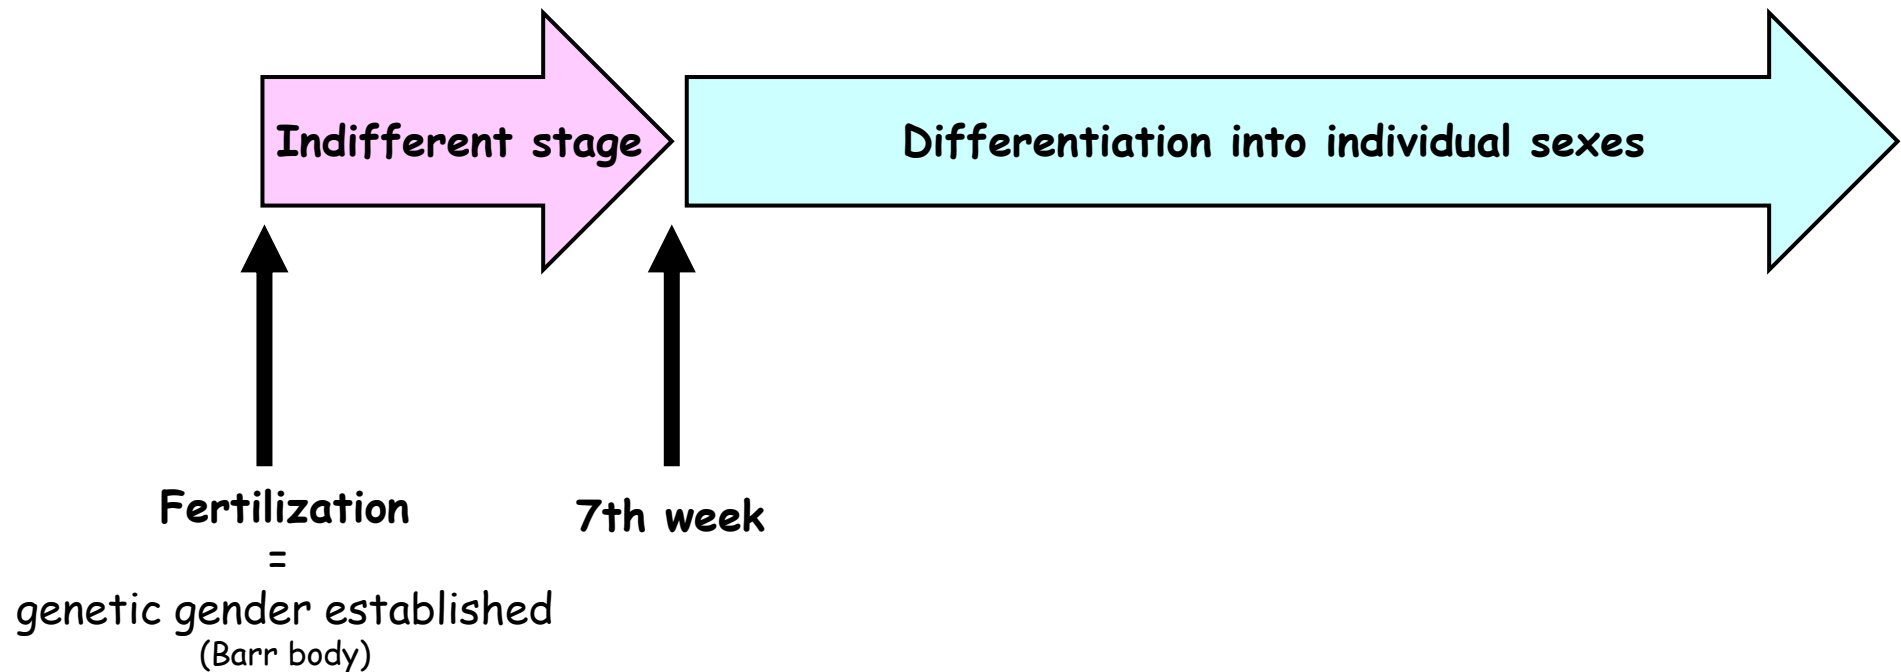 Indifferent stage
Differentiation into individual sexes
Fertilization
=
genetic gender established
(Barr body)
7th week